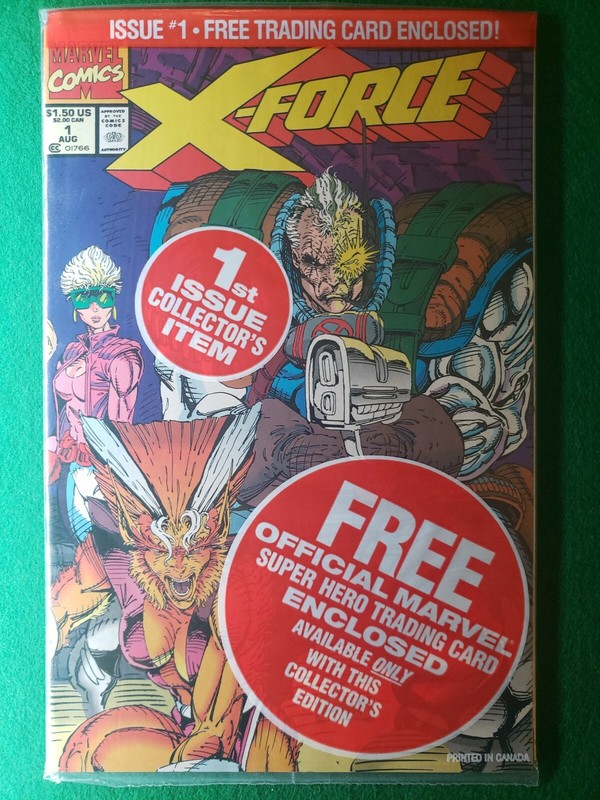 ISSUE #1 • FREE TRADING CARD ENCLOSED!
MARVEL
COMICS
M
X-FORCE
$1.50 US
$2.00 CAN
1
AUG
CC 01766
APPROVED
BY THE
COMICS
CODE
AUTHORITY
1st
ISSUE
COLLECTOR'S
ITEM
FREE
OFFICIAL MARVEL
SUPER HERO TRADING CARD
ENCLOSED
AVAILABLE ONLY
WITH THIS
COLLECTOR'S
EDITION
PRINTED IN CANADA